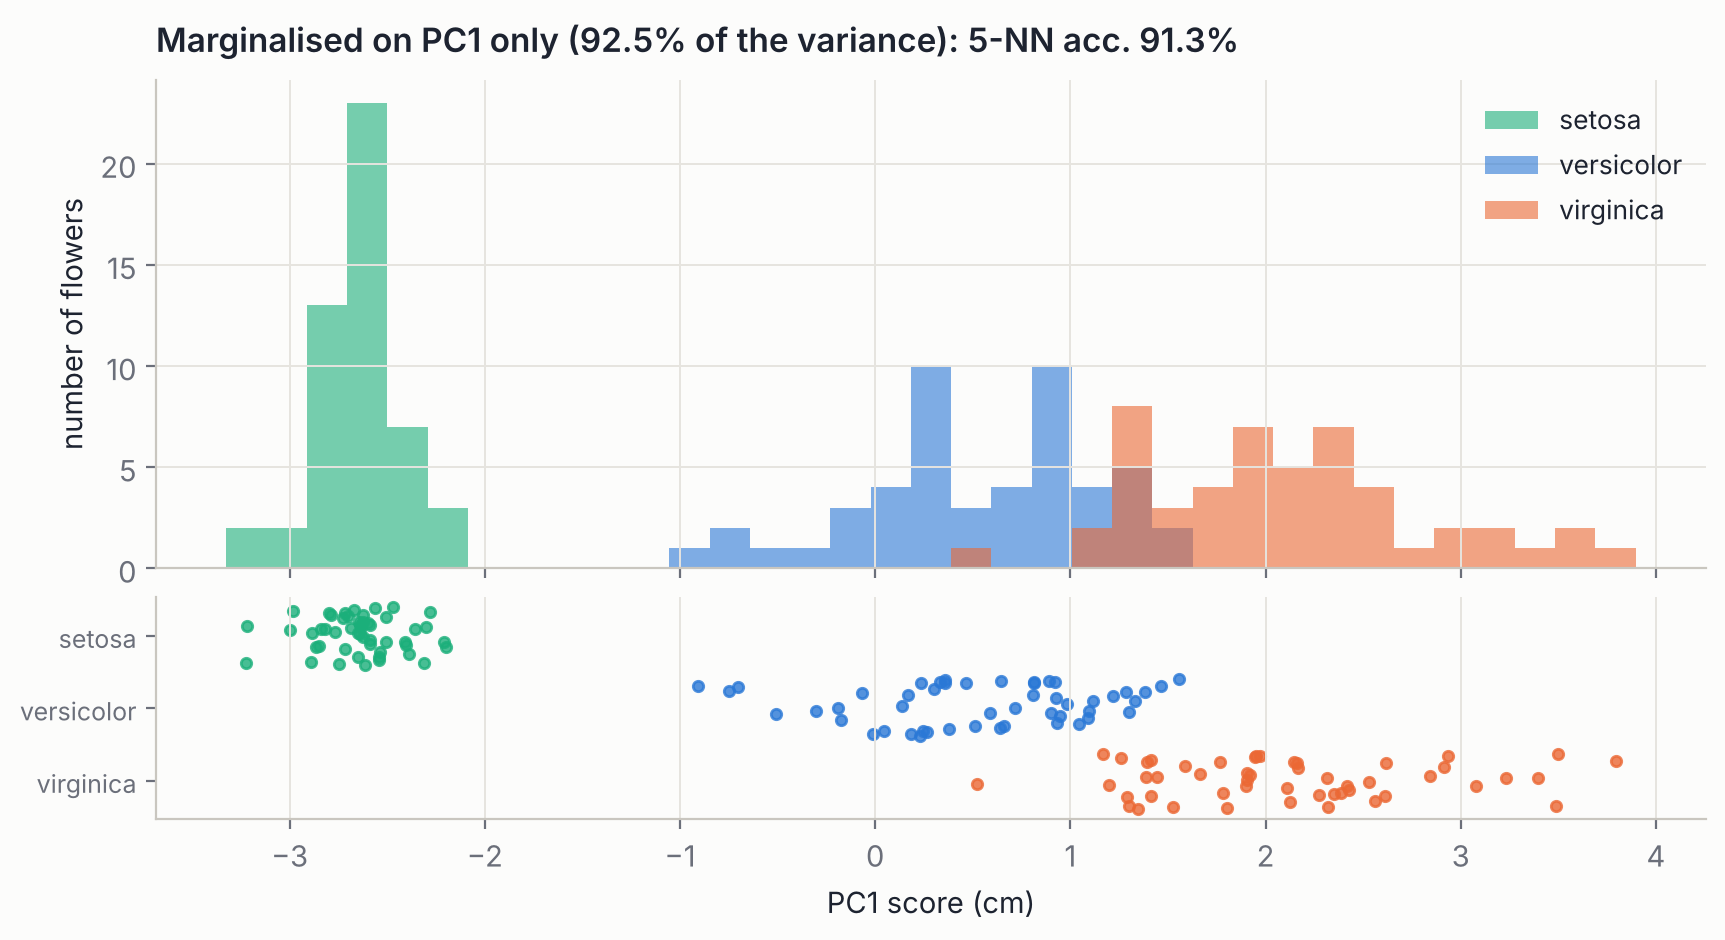 Marginalised on PC1 only (92.5% of the variance): 5-NN acc. 91.3%
number of flowers
20
15
10
5
0
setosa
versicolor
virginica
setosa
versicolor
virginica
−3
−2
−1
0
1
2
3
4
PC1 score (cm)